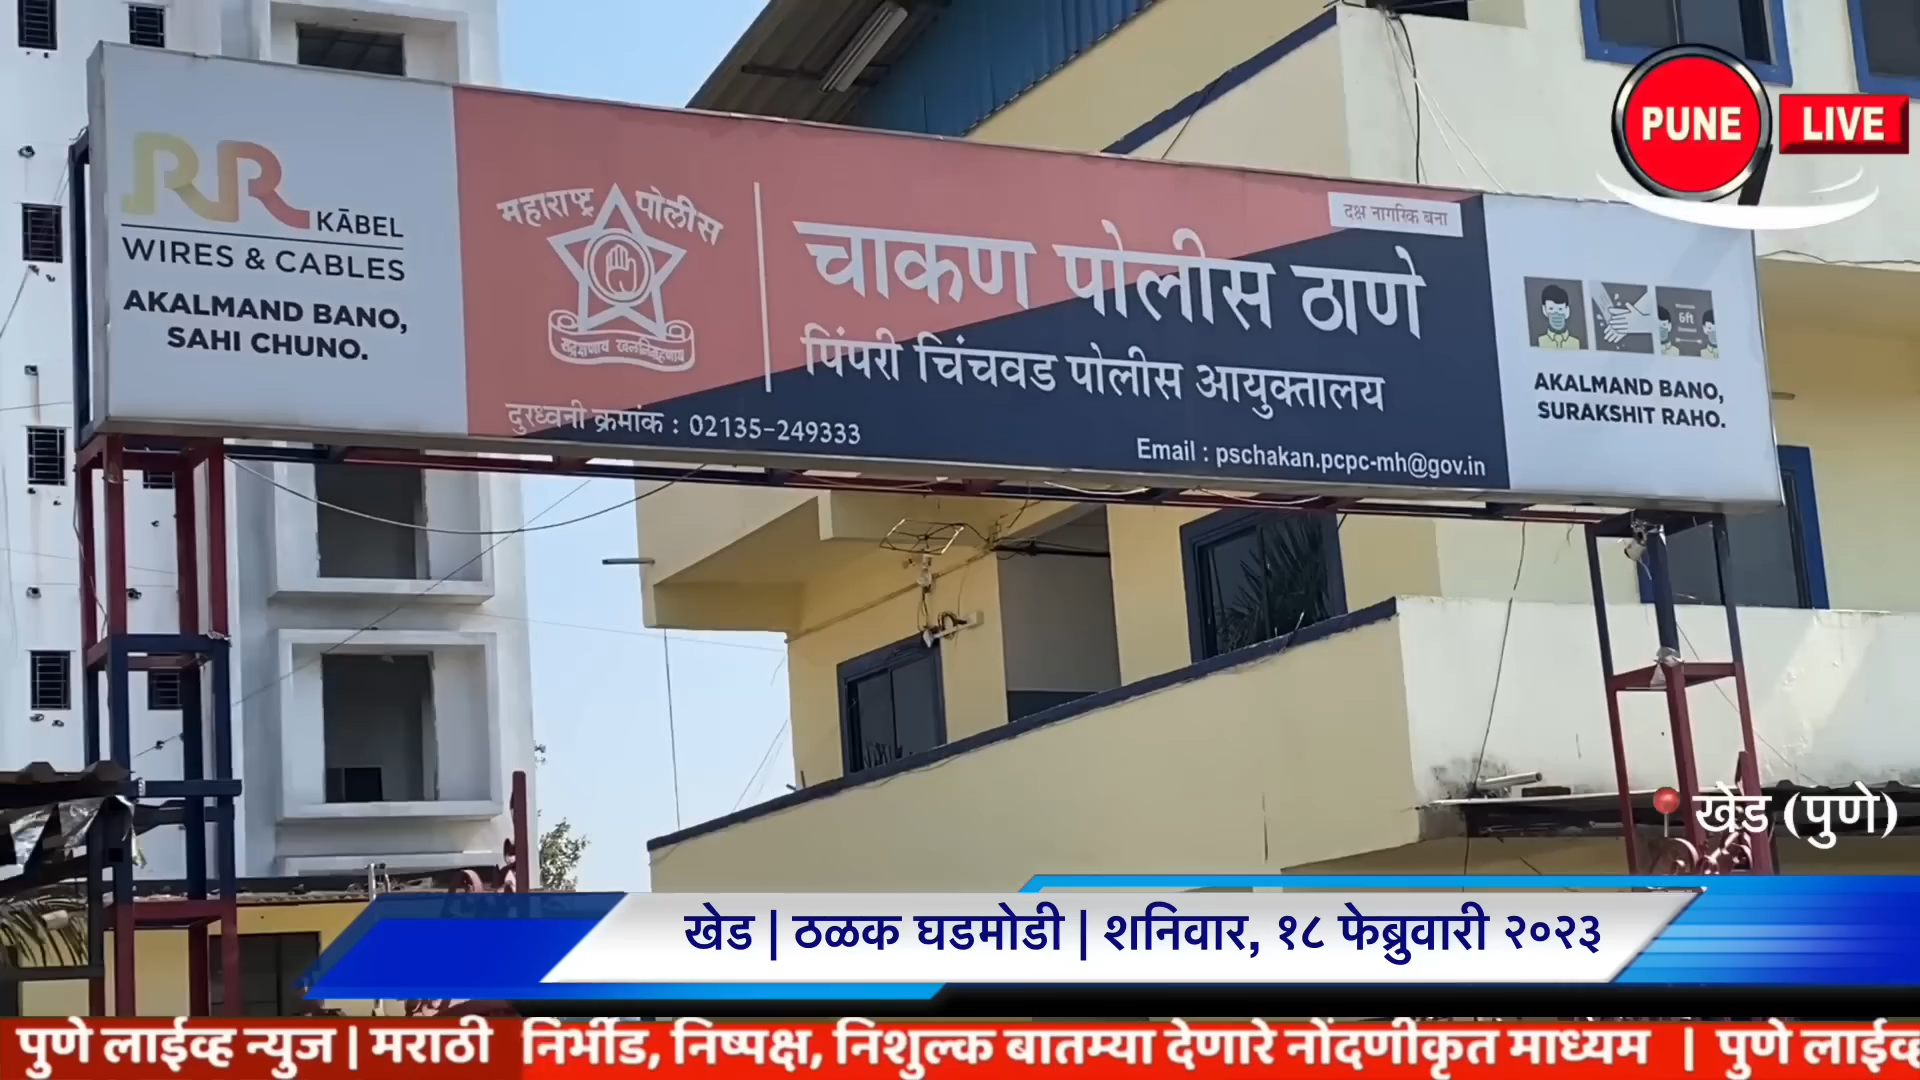 PUNE LIVE
RR
KĀBEL
WIRES & CABLES
AKALMAND BANO,
SAHI CHUNO.
महाराष्ट्र पोलीस
सद्रक्षणाय खलनिग्रहणाय
दक्ष नागरिक बना
चाकण पोलीस ठाणे
पिंपरी चिंचवड पोलीस आयुक्तालय
दुरध्वनी क्रमांक : 02135-249333
Email : pschakan.pcpc-mh@gov.in
6ft
AKALMAND BANO,
SURAKSHIT RAHO.
खेड (पुणे)
खेड | ठळक घडमोडी | शनिवार, १८ फेब्रुवारी २०२३
पुणे लाईव्ह न्युज | मराठी निर्भीड, निष्पक्ष, निशुल्क बातम्या देणारे नोंदणीकृत माध्यम | पुणे लाईव्ह